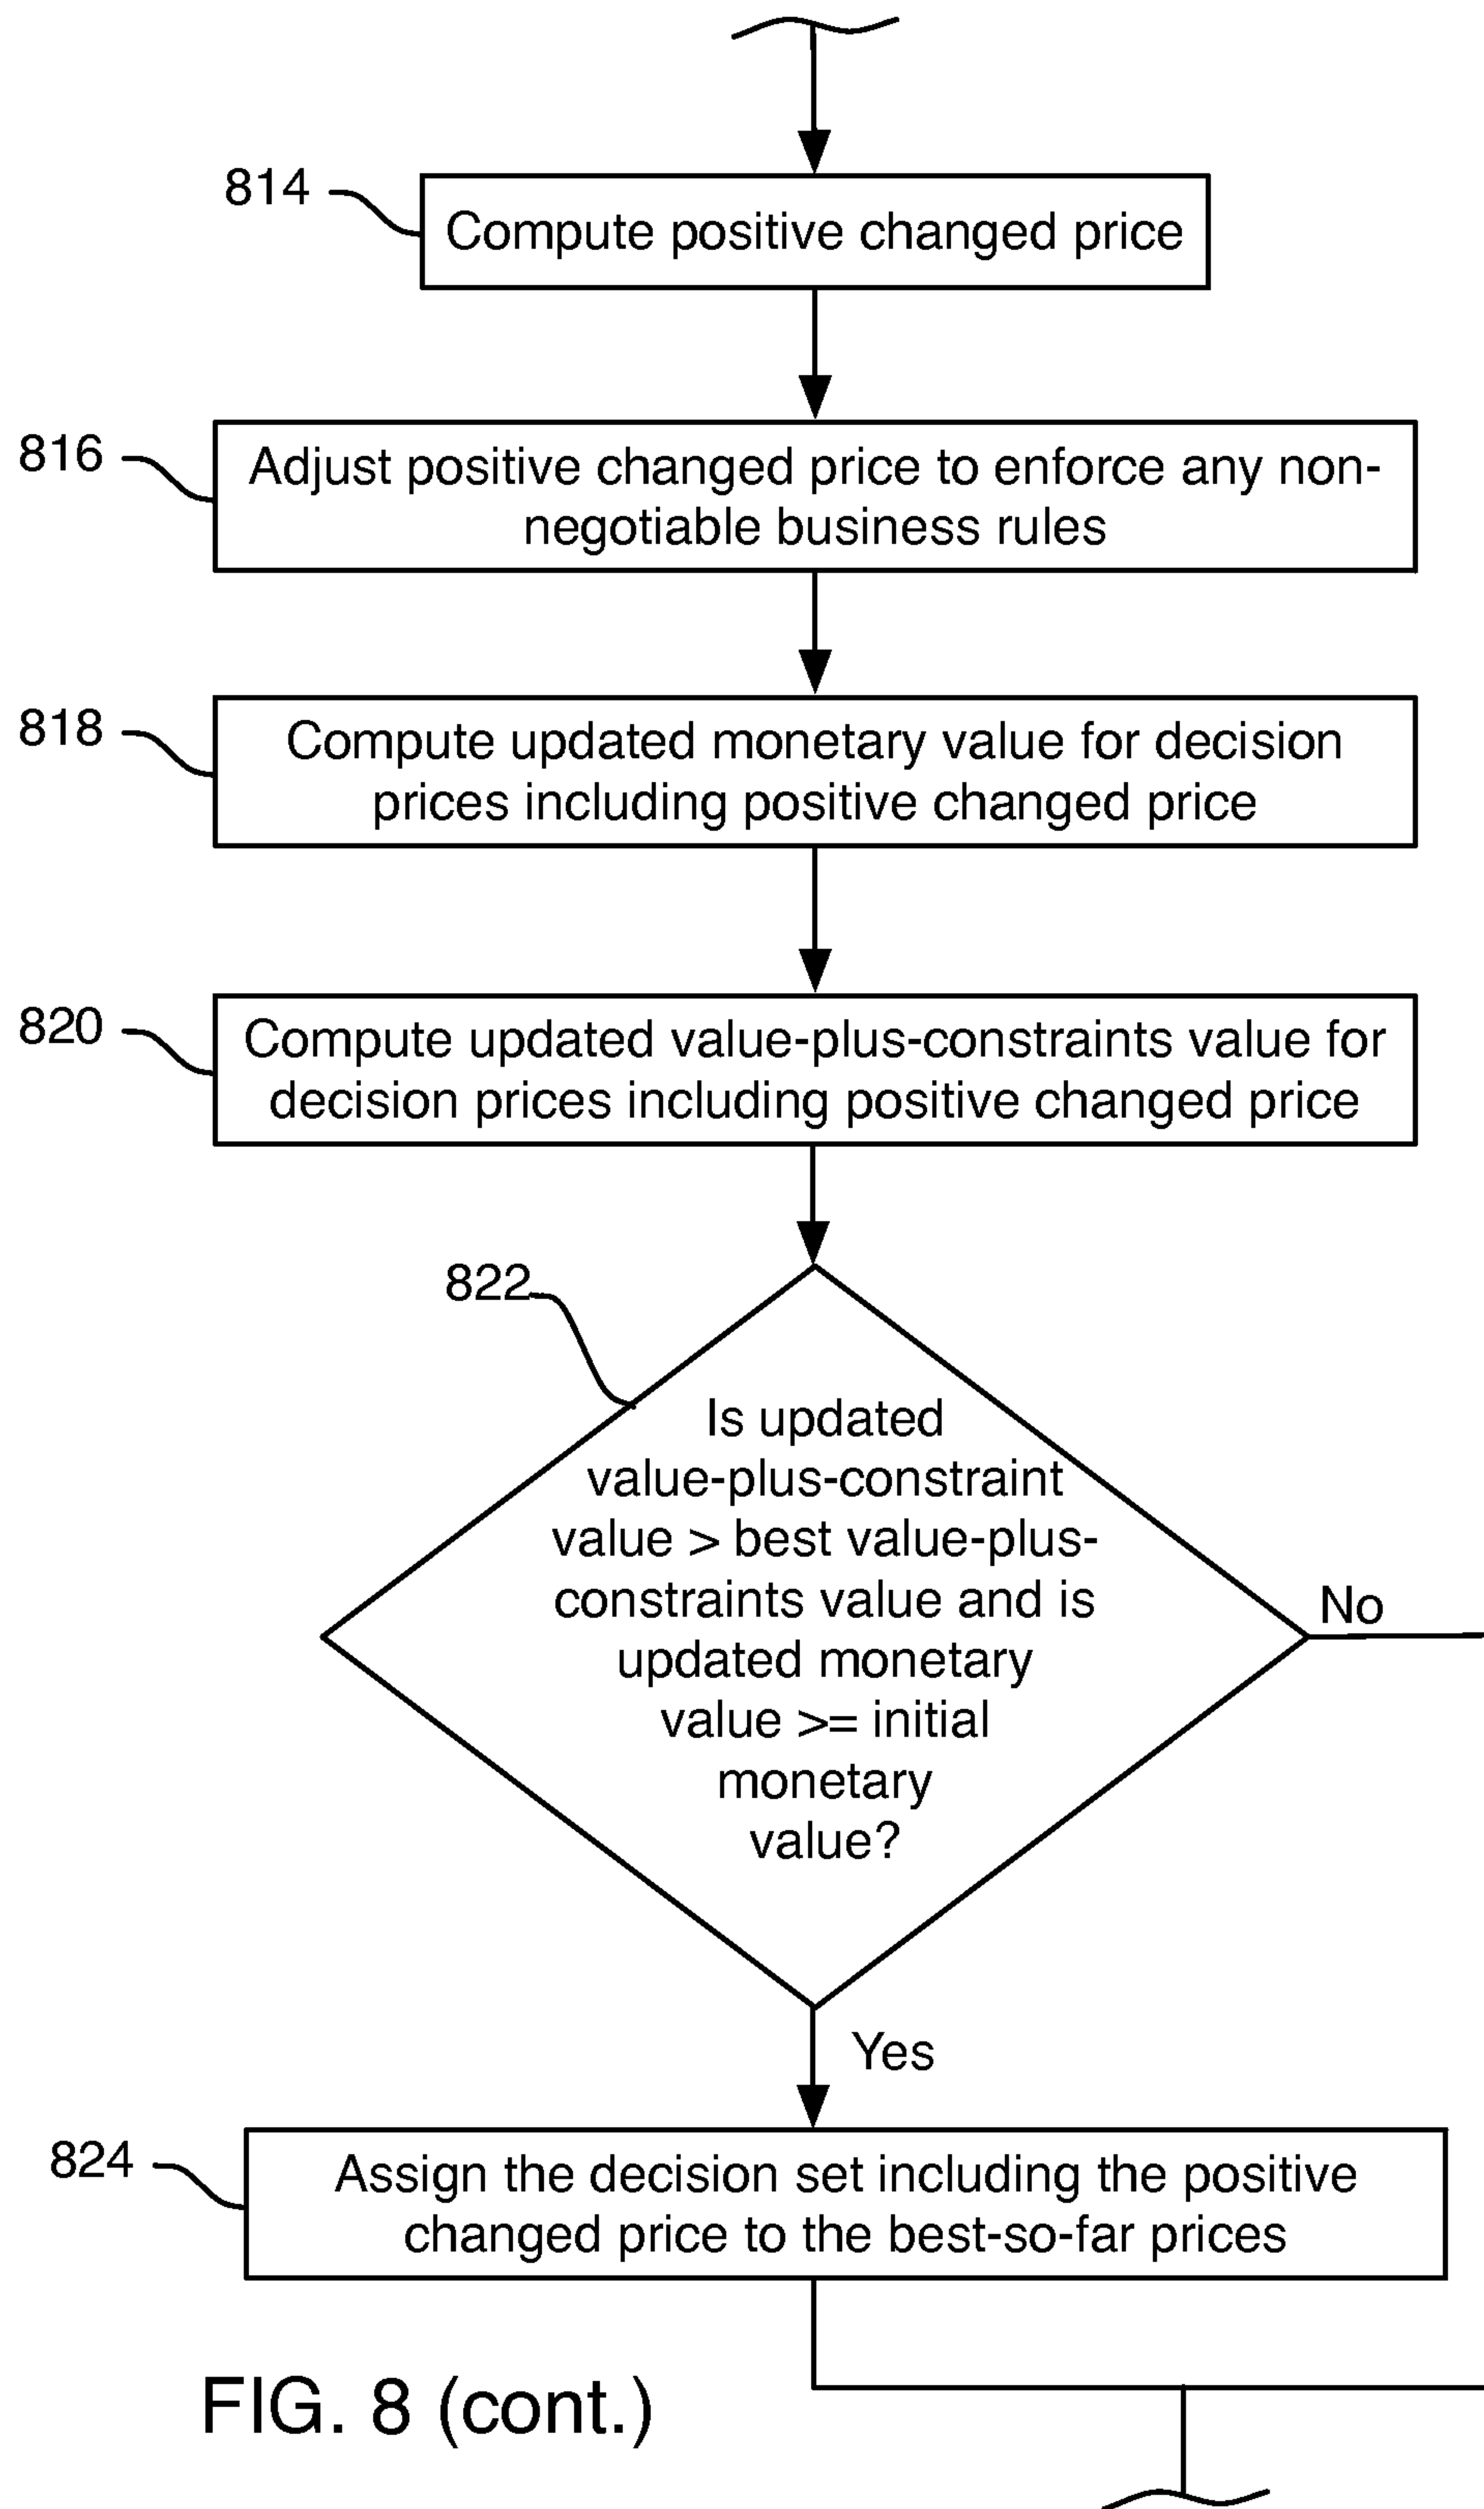 814
Compute positive changed price
816
Adjust positive changed price to enforce any non-
negotiable business rules
818
Compute updated monetary value for decision
prices including positive changed price
820
Compute updated value-plus-constraints value for
decision prices including positive changed price
822
Is updated
value-plus-constraint
value > best value-plus-
constraints value and is
updated monetary
value >= initial
monetary
value?
No
Yes
824
Assign the decision set including the positive
changed price to the best-so-far prices
FIG. 8 (cont.)